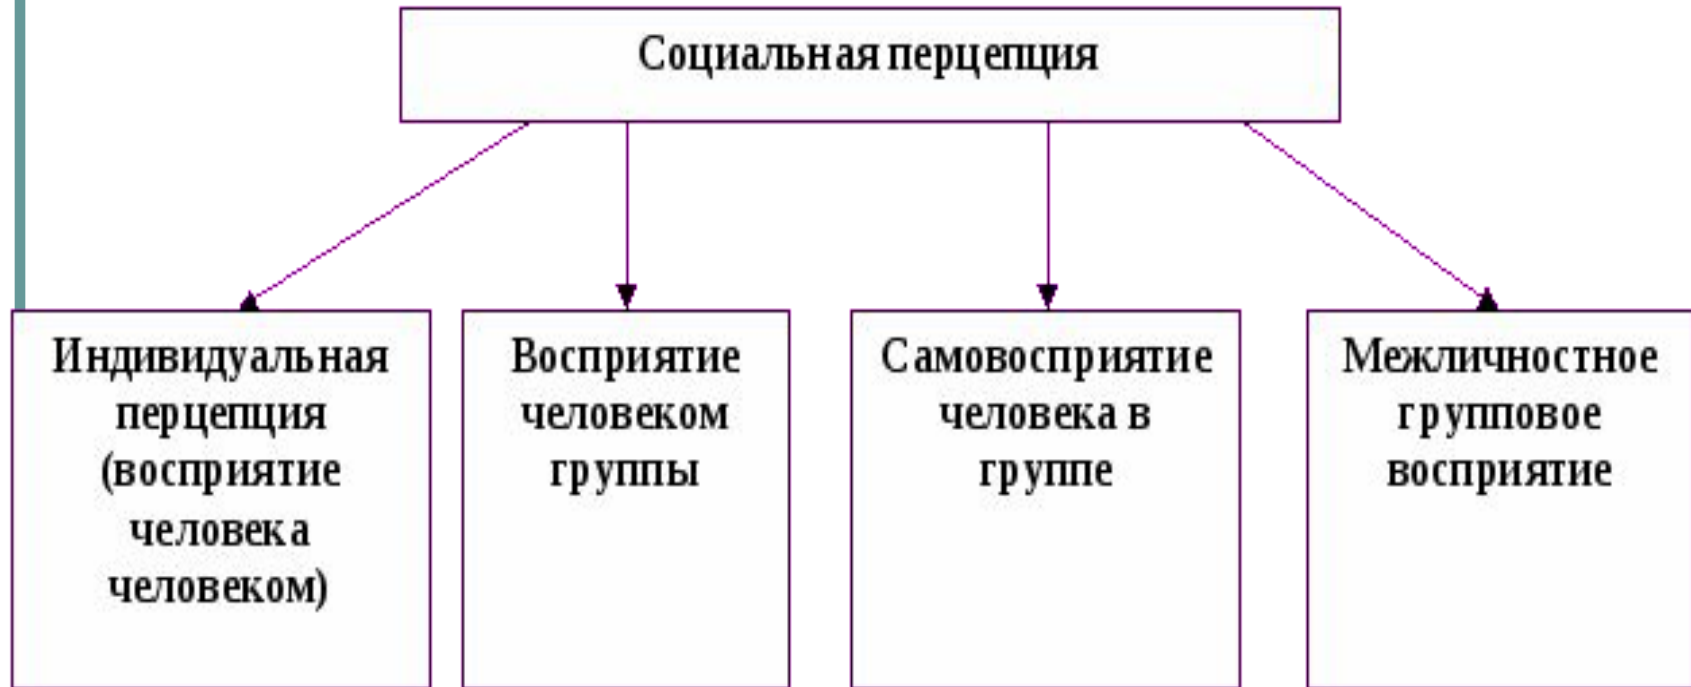 Социальная перцепция
Индивидуальная
перцепция
(восприятие
человека
человеком)
Восприятие
человеком
группы
Самовосприятие
человека в
группе
Межличностное
групповое
восприятие